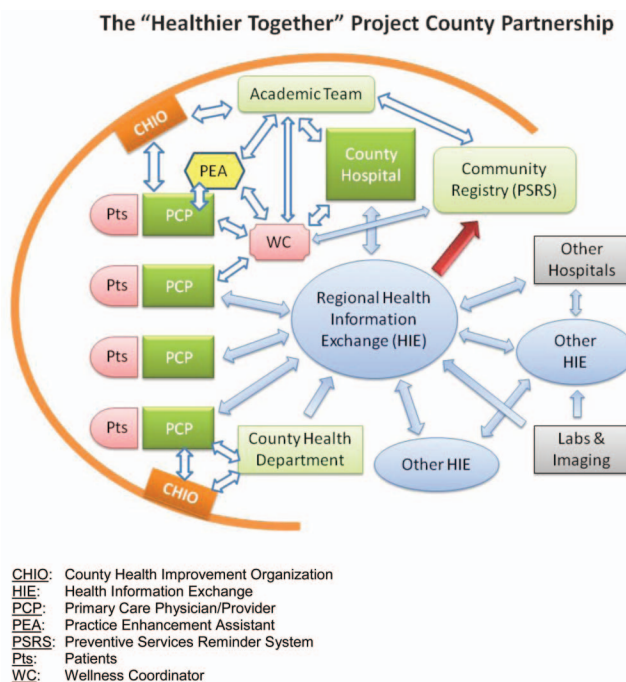 The “Healthier Together” Project County Partnership
Academic Team
CHIO
County
Hospital
PEA
Community
Registry (PSRS)
Pts
PCP
WC
Other
Hospitals
Pts
PCP
Regional Health
Information
Exchange (HIE)
Other
HIE
Pts
PCP
Pts
PCP
County Health
Department
Other HIE
Labs &
Imaging
CHIO
CHIO: County Health Improvement Organization
HIE: Health Information Exchange
PCP: Primary Care Physician/Provider
PEA: Practice Enhancement Assistant
PSRS: Preventive Services Reminder System
Pts: Patients
WC: Wellness Coordinator